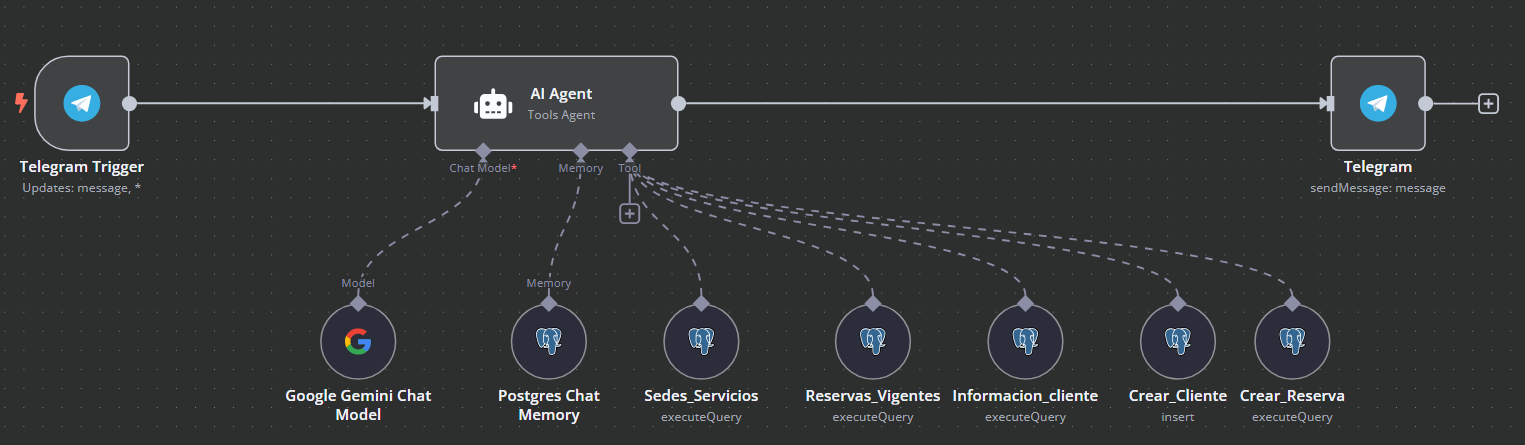 AI Agent
Tools Agent
Telegram Trigger
Updates: message, *
Chat Model*
Memory
Tool
Telegram
sendMessage: message
Model
Memory
Google Gemini Chat
Model
Postgres Chat
Memory
Sedes_Servicios
executeQuery
Reservas_Vigentes
executeQuery
Informacion_cliente
executeQuery
Crear_Cliente
insert
Crear_Reserva
executeQuery